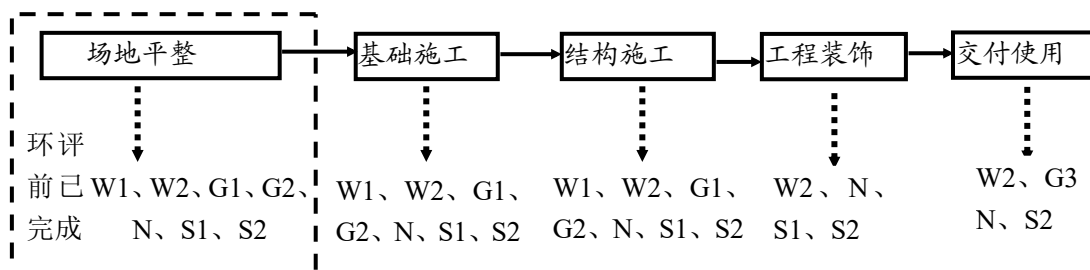 场地平整
基础施工
结构施工
工程装饰
交付使用
环评
前已
完成
W1、W2、G1、G2、
N、S1、S2
W1、W2、G1、
G2、N、S1、S2
W1、W2、G1、
G2、N、S1、S2
W2、N、
S1、S2
W2、G3
N、S2